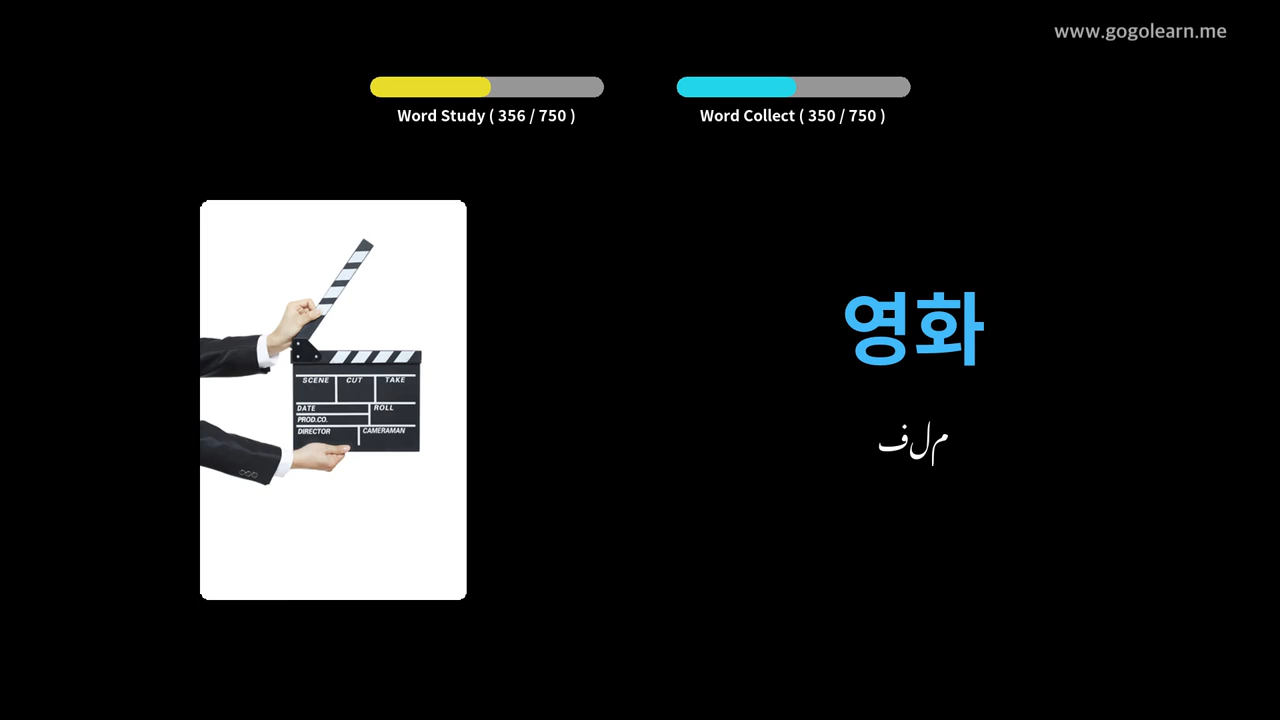 www.gogolearn.me
Word Study ( 356 / 750 )
Word Collect ( 350 / 750 )
SCENE CUT TAKE
DATE ROLL
PROD.CO.
DIRECTOR CAMERAMAN
영화
م ل ف